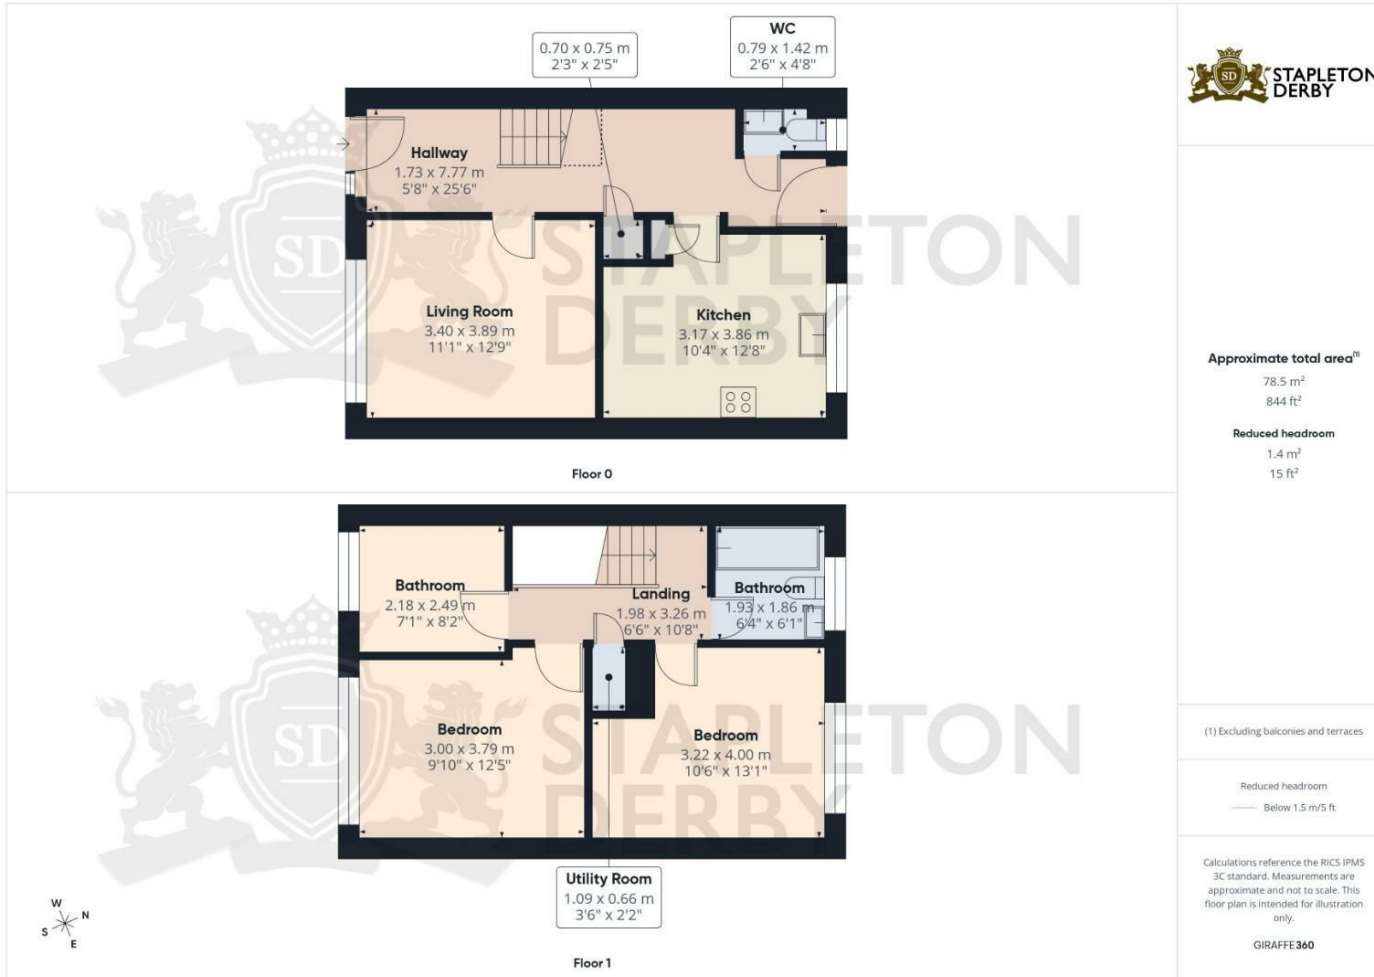 0.70 x 0.75 m
2'3" x 2'5"
WC
0.79 x 1.42 m
2'6" x 4'8"
Hallway
1.73 x 7.77 m
5'8" x 25'6"
Living Room
3.40 x 3.89 m
11'1" x 12'9"
Kitchen
3.17 x 3.86 m
10'4" x 12'8"
SD
STAPLETON
DERBY
Floor 0
Bathroom
2.18 x 2.49 m
7'1" x 8'2"
Landing
1.98 x 3.26 m
6'6" x 10'8"
Bathroom
1.93 x 1.86 m
6'4" x 6'1"
Bedroom
3.00 x 3.79 m
9'10" x 12'5"
Bedroom
3.22 x 4.00 m
10'6" x 13'1"
SD
STAPLETON
DERBY
Utility Room
1.09 x 0.66 m
3'6" x 2'2"
W
N
S
E
Floor 1
SD
STAPLETON
DERBY
Approximate total area(1)
78.5 m²
844 ft²
Reduced headroom
1.4 m²
15 ft²
(1) Excluding balconies and terraces
Reduced headroom
Below 1.5 m/5 ft
Calculations reference the RICS IPMS
3C standard. Measurements are
approximate and not to scale. This
floor plan is intended for illustration
only.
GIRAFFE360